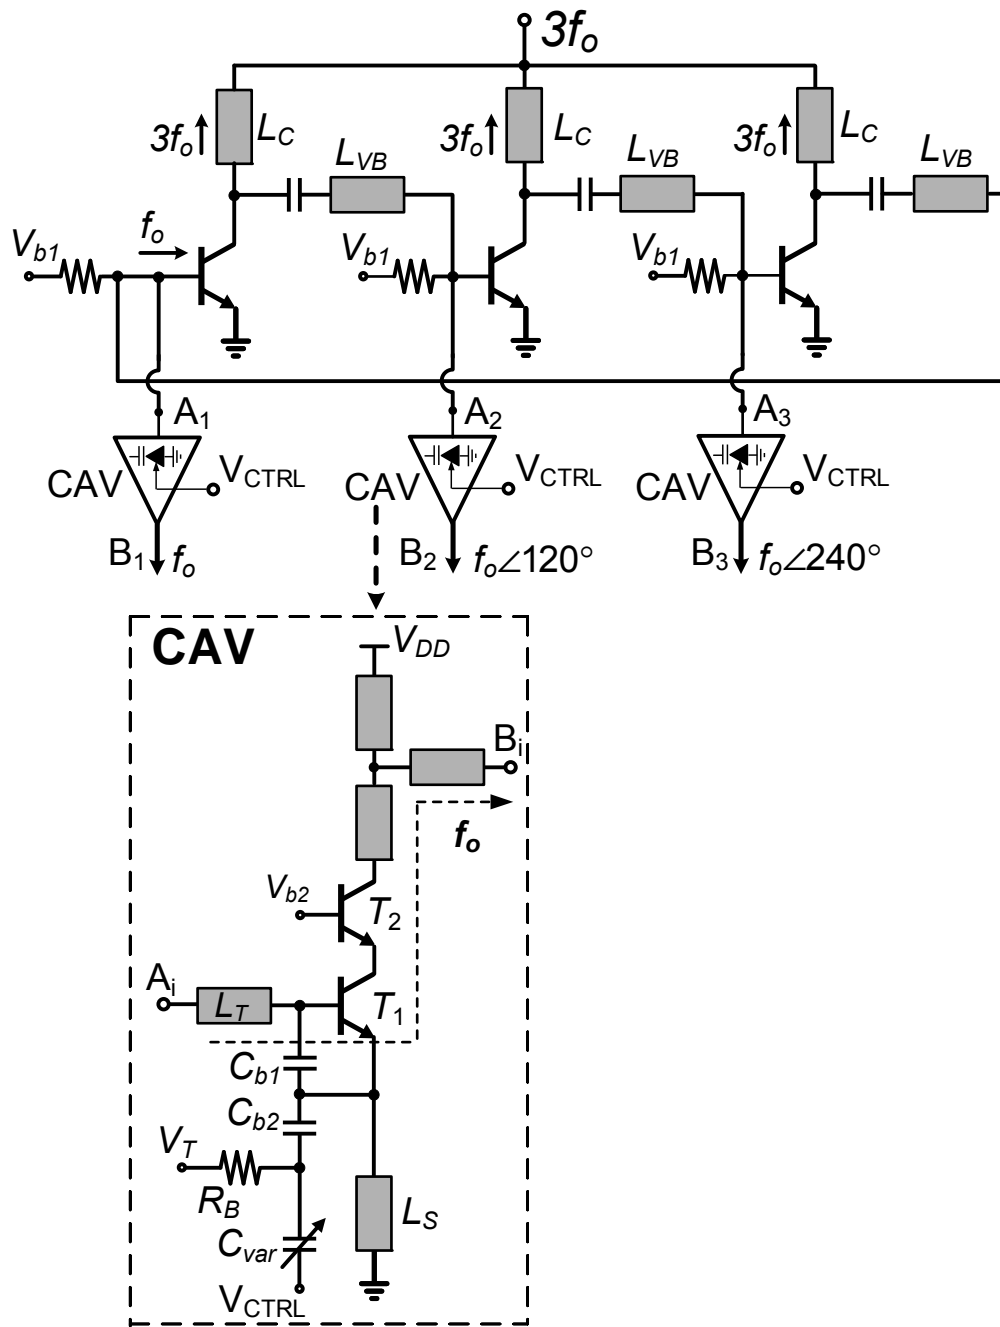 3fo
3fo LC
LVB
3fo LC
LVB
3fo LC
LVB
Vb1
fo
Vb1
Vb1
A1
A2
A3
CAV
VCTRL
CAV
VCTRL
CAV
VCTRL
B1 fo
B2 fo∠120°
B3 fo∠240°
CAV
VDD
Bi
fo
Vb2
T2
Ai
LT
T1
Cb1
Cb2
VT
RB
LS
Cvar
VCTRL